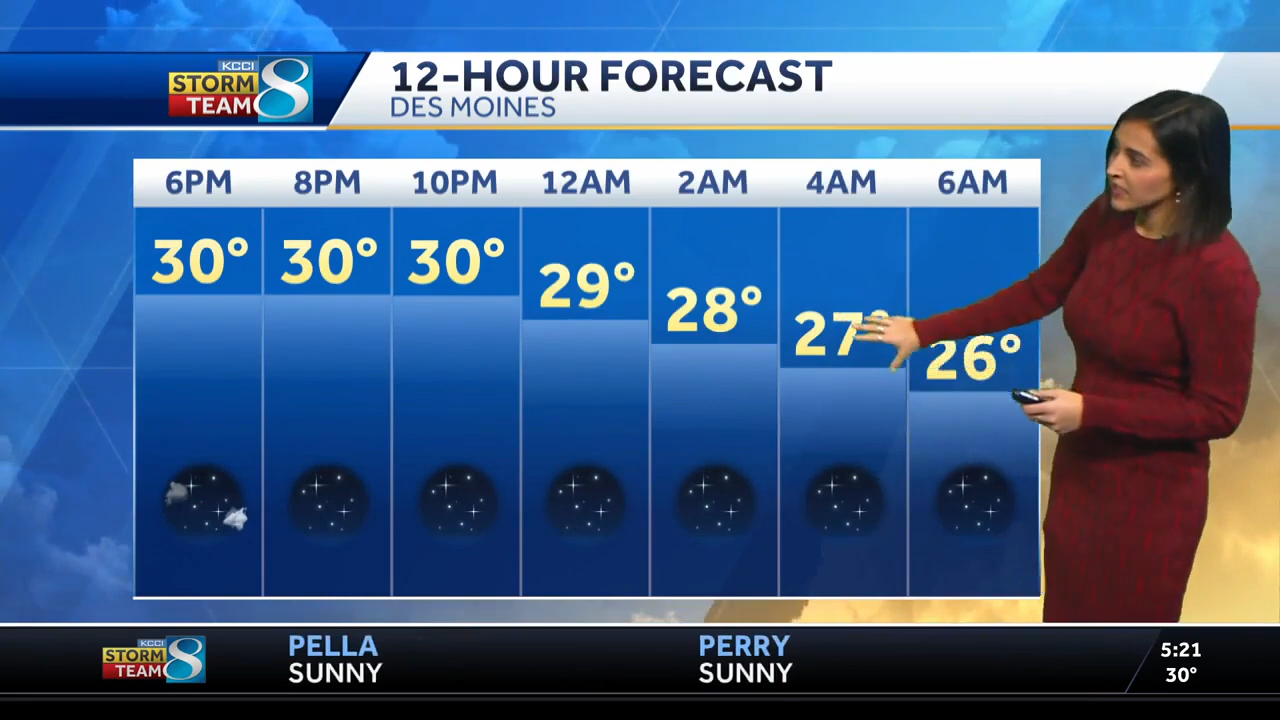 KCCI
STORM
TEAM 8
12-HOUR FORECAST
DES MOINES
6PM 8PM 10PM 12AM 2AM 4AM 6AM
30° 30° 30° 29° 28° 27° 26°
KCCI
STORM
TEAM 8
PELLA
SUNNY
PERRY
SUNNY
5:21
30°